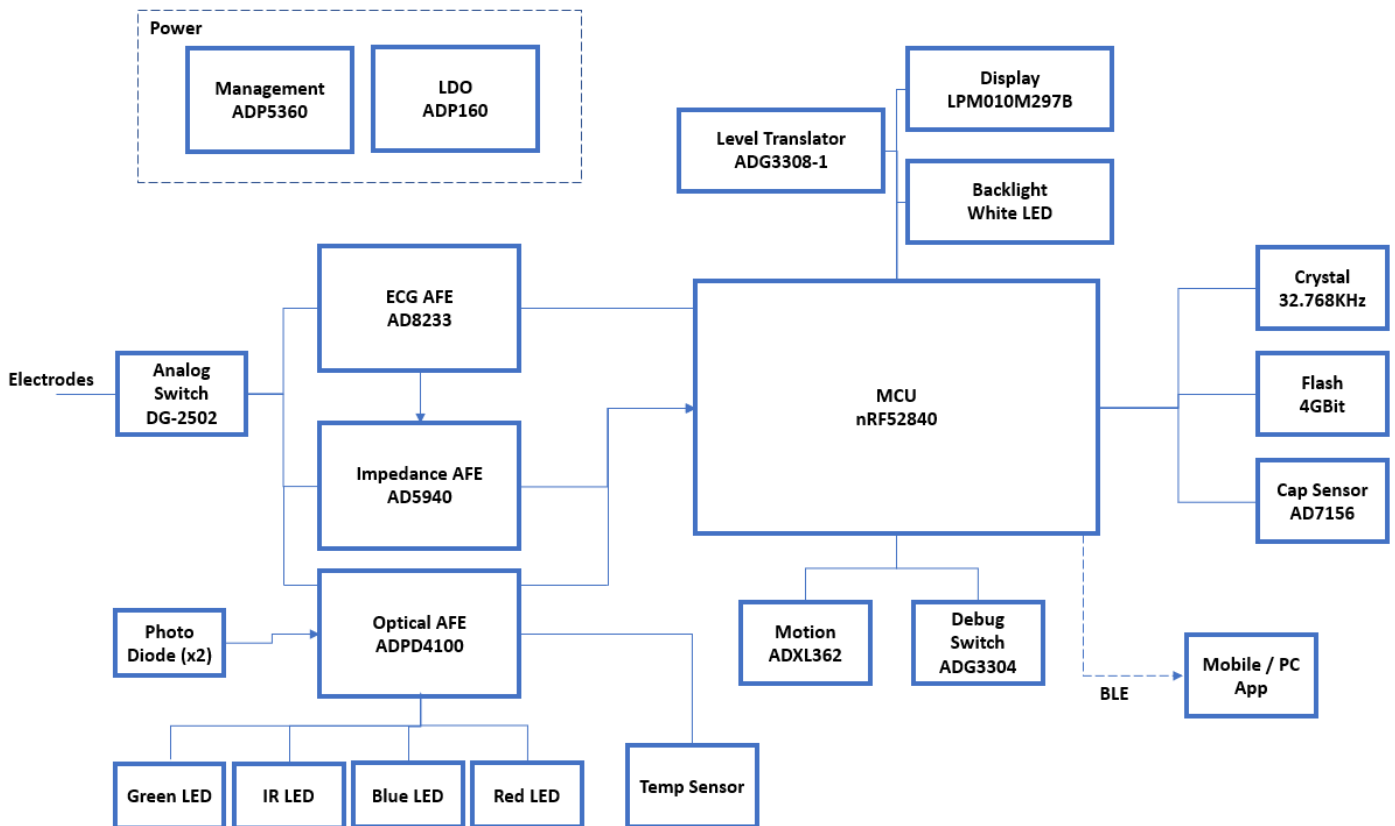 Power
Management
ADP5360
LDO
ADP160
Display
LPM010M297B
Level Translator
ADG3308-1
Backlight
White LED
ECG AFE
AD8233
Crystal
32.768KHz
Electrodes
Analog
Switch
DG-2502
MCU
nRF52840
Flash
4GBit
Impedance AFE
AD5940
Cap Sensor
AD7156
Optical AFE
ADPD4100
Photo
Diode (x2)
Motion
ADXL362
Debug
Switch
ADG3304
BLE
Mobile / PC
App
Green LED
IR LED
Blue LED
Red LED
Temp Sensor